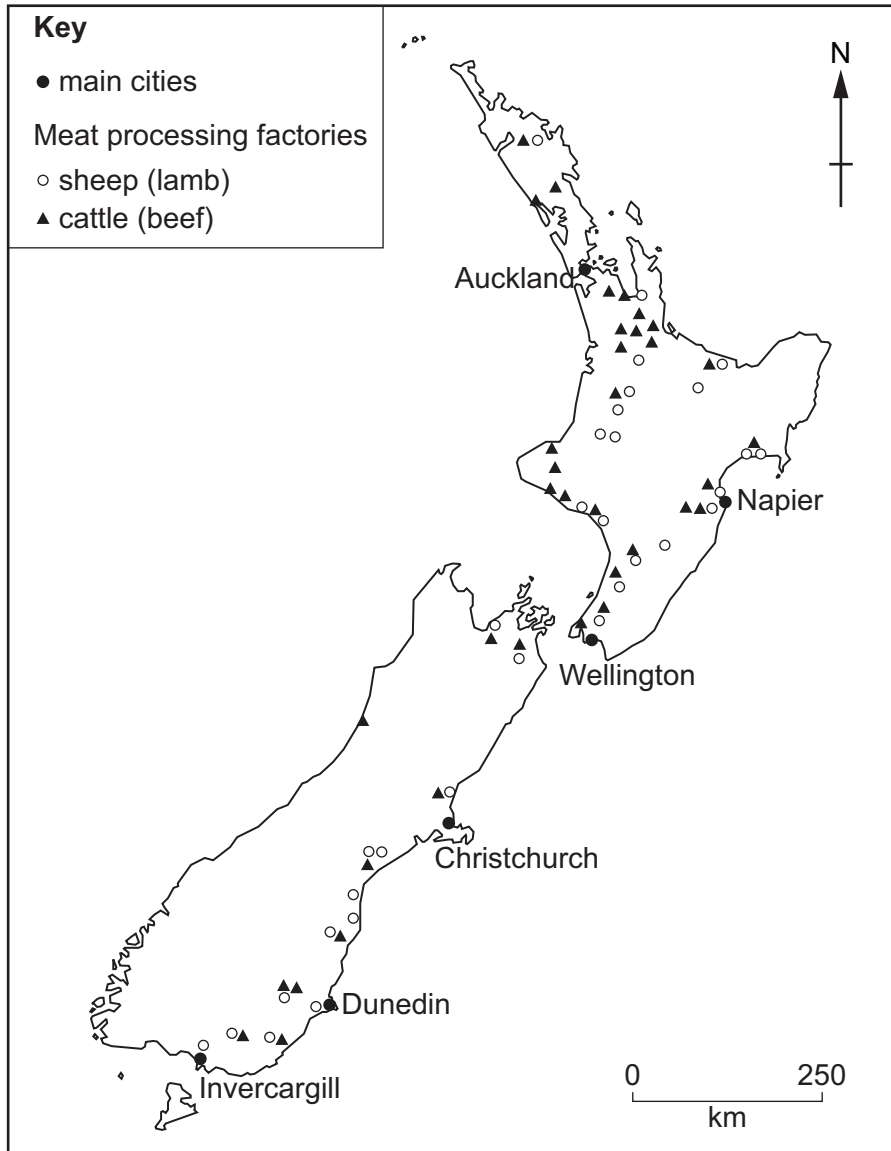 Key
main cities
Meat processing factories
sheep (lamb)
cattle (beef)
N
Auckland
Napier
Wellington
Christchurch
Dunedin
Invercargill
0 250
km